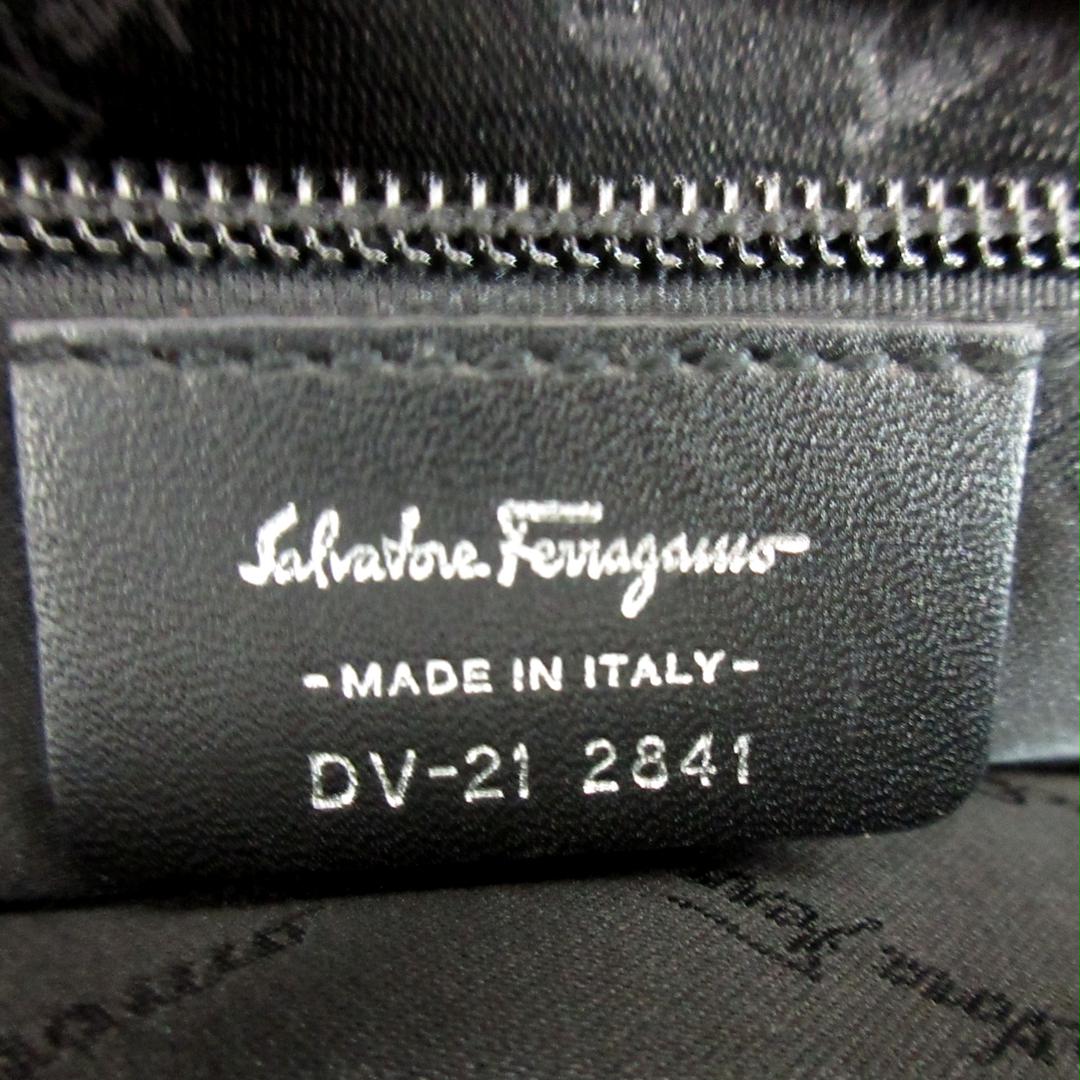 Salvatore Ferragamo
-MADE IN ITALY-
DV-21 2841